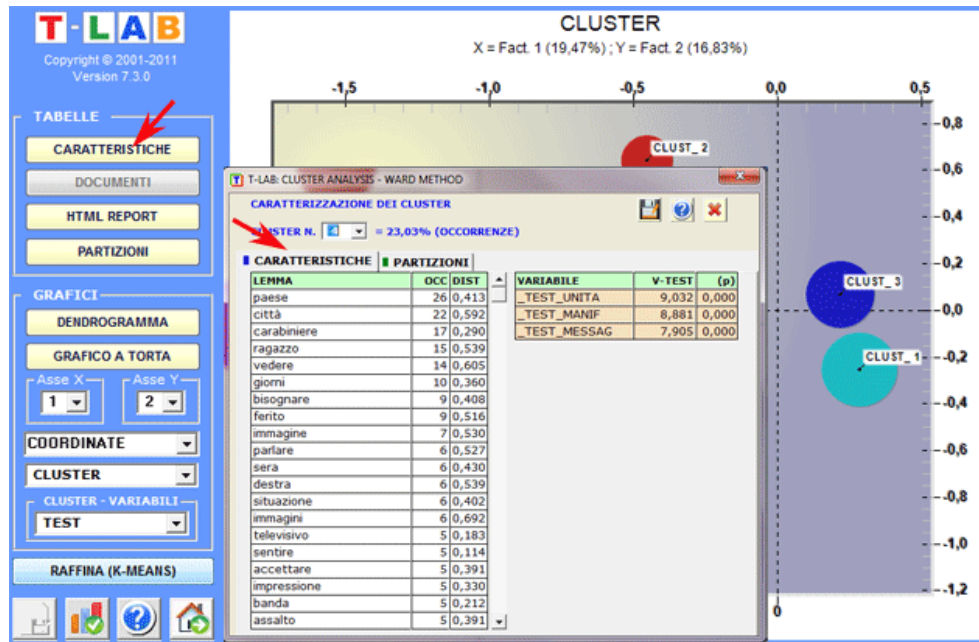 T-LAB
Copyright © 2001-2011
Version 7.3.0
TABELLE
CARATTERISTICHE
DOCUMENTI
HTML REPORT
PARTIZIONI
GRAFICI
DENDROGRAMMA
GRAFICO A TORTA
Asse X Asse Y
1 2
COORDINATE
CLUSTER
CLUSTER - VARIABILI
TEST
RAFFINA (K-MEANS)
CLUSTER
X = Fact. 1 (19,47%) ; Y = Fact. 2 (16,83%)
-1,5 -1,0 -0,5 0,0 0,5
-0,8
-0,6
-0,4
-0,2
-0,0
-0,2
-0,4
-0,6
-0,8
-1,0
-1,2
0
CLUST_2
CLUST_3
CLUST_1
T-LAB: CLUSTER ANALYSIS - WARD METHOD
CARATTERIZZAZIONE DEI CLUSTER
CLUSTER N. 4 = 23,03% (OCCORRENZE)
CARATTERISTICHE PARTIZIONI
LEMMA OCC DIST
paese 26 0,413
città 22 0,592
carabiniere 17 0,290
ragazzo 15 0,539
vedere 14 0,605
giorni 10 0,360
bisognare 9 0,408
ferito 9 0,516
immagine 7 0,530
parlare 6 0,527
sera 6 0,430
destra 6 0,539
situazione 6 0,402
immagini 6 0,692
televisivo 5 0,183
sentire 5 0,114
accettare 5 0,391
impressione 5 0,330
banda 5 0,212
assalto 5 0,391
VARIABILE V-TEST (p)
_TEST_UNITA 9,032 0,000
_TEST_MANIF 8,881 0,000
_TEST_MESSAG 7,905 0,000